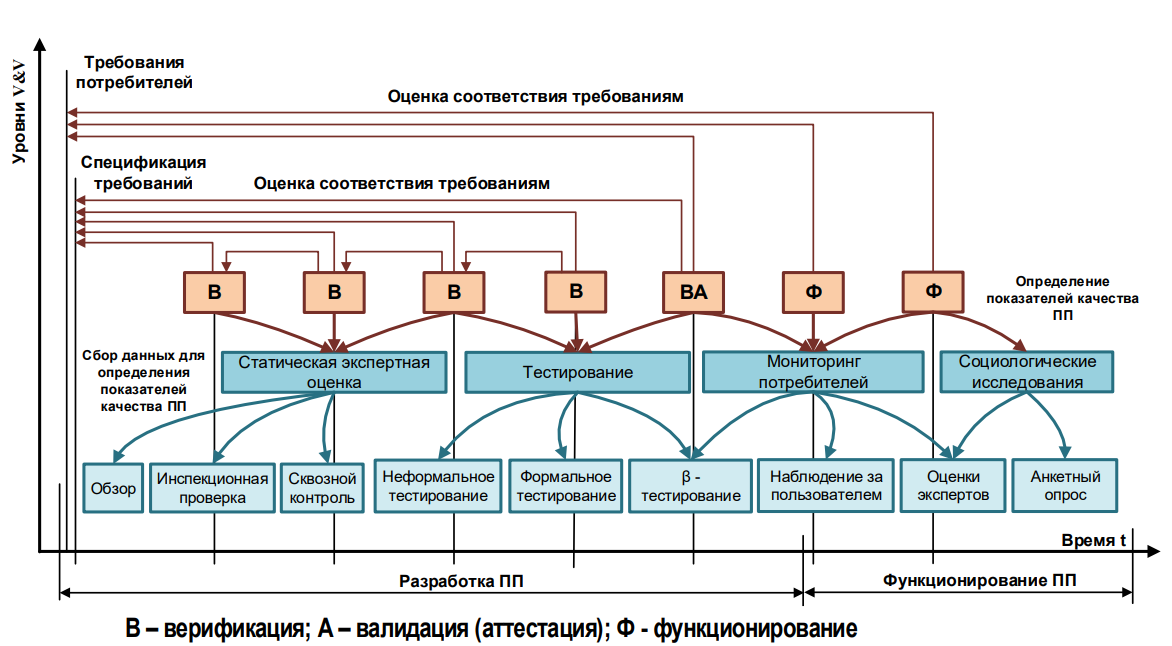 Уровни V&V
Требования
потребителей
Оценка соответствия требованиям
Спецификация
требований
Оценка соответствия требованиям
В
В
В
В
ВА
Ф
Ф
Определение
показателей качества
ПП
Сбор данных для
определения
показателей
качества ПП
Статическая экспертная
оценка
Тестирование
Мониторинг
потребителей
Социологические
исследования
Обзор
Инспекционная
проверка
Сквозной
контроль
Неформальное
тестирование
Формальное
тестирование
β -
тестирование
Наблюдение за
пользователем
Оценки
экспертов
Анкетный
опрос
Время t
Разработка ПП
Функционирование ПП
В – верификация; А – валидация (аттестация); Ф - функционирование